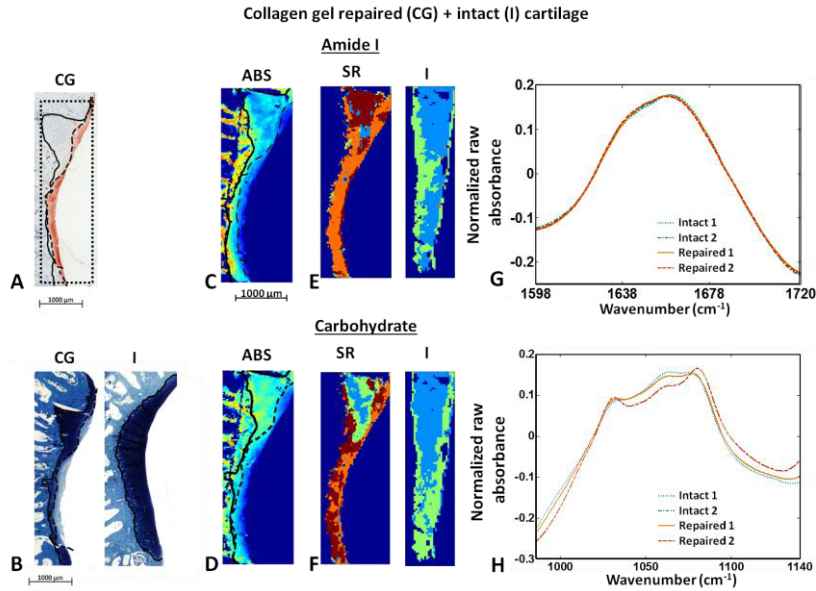 Collagen gel repaired (CG) + intact (I) cartilage
Amide I
CG
ABS
SR
I
A
1000 µm
C
1000 µm
E
0.2
0.1
0
-0.1
-0.2
Normalized raw
absorbance
Intact 1
Intact 2
Repaired 1
Repaired 2
G
1598
1638
1678
1720
Wavenumber (cm-1)
Carbohydrate
CG
I
ABS
SR
I
B
1000 µm
D
F
0.2
0.1
0
-0.1
-0.2
-0.3
Normalized raw
absorbance
Intact 1
Intact 2
Repaired 1
Repaired 2
H
1000
1050
1100
1140
Wavenumber (cm-1)